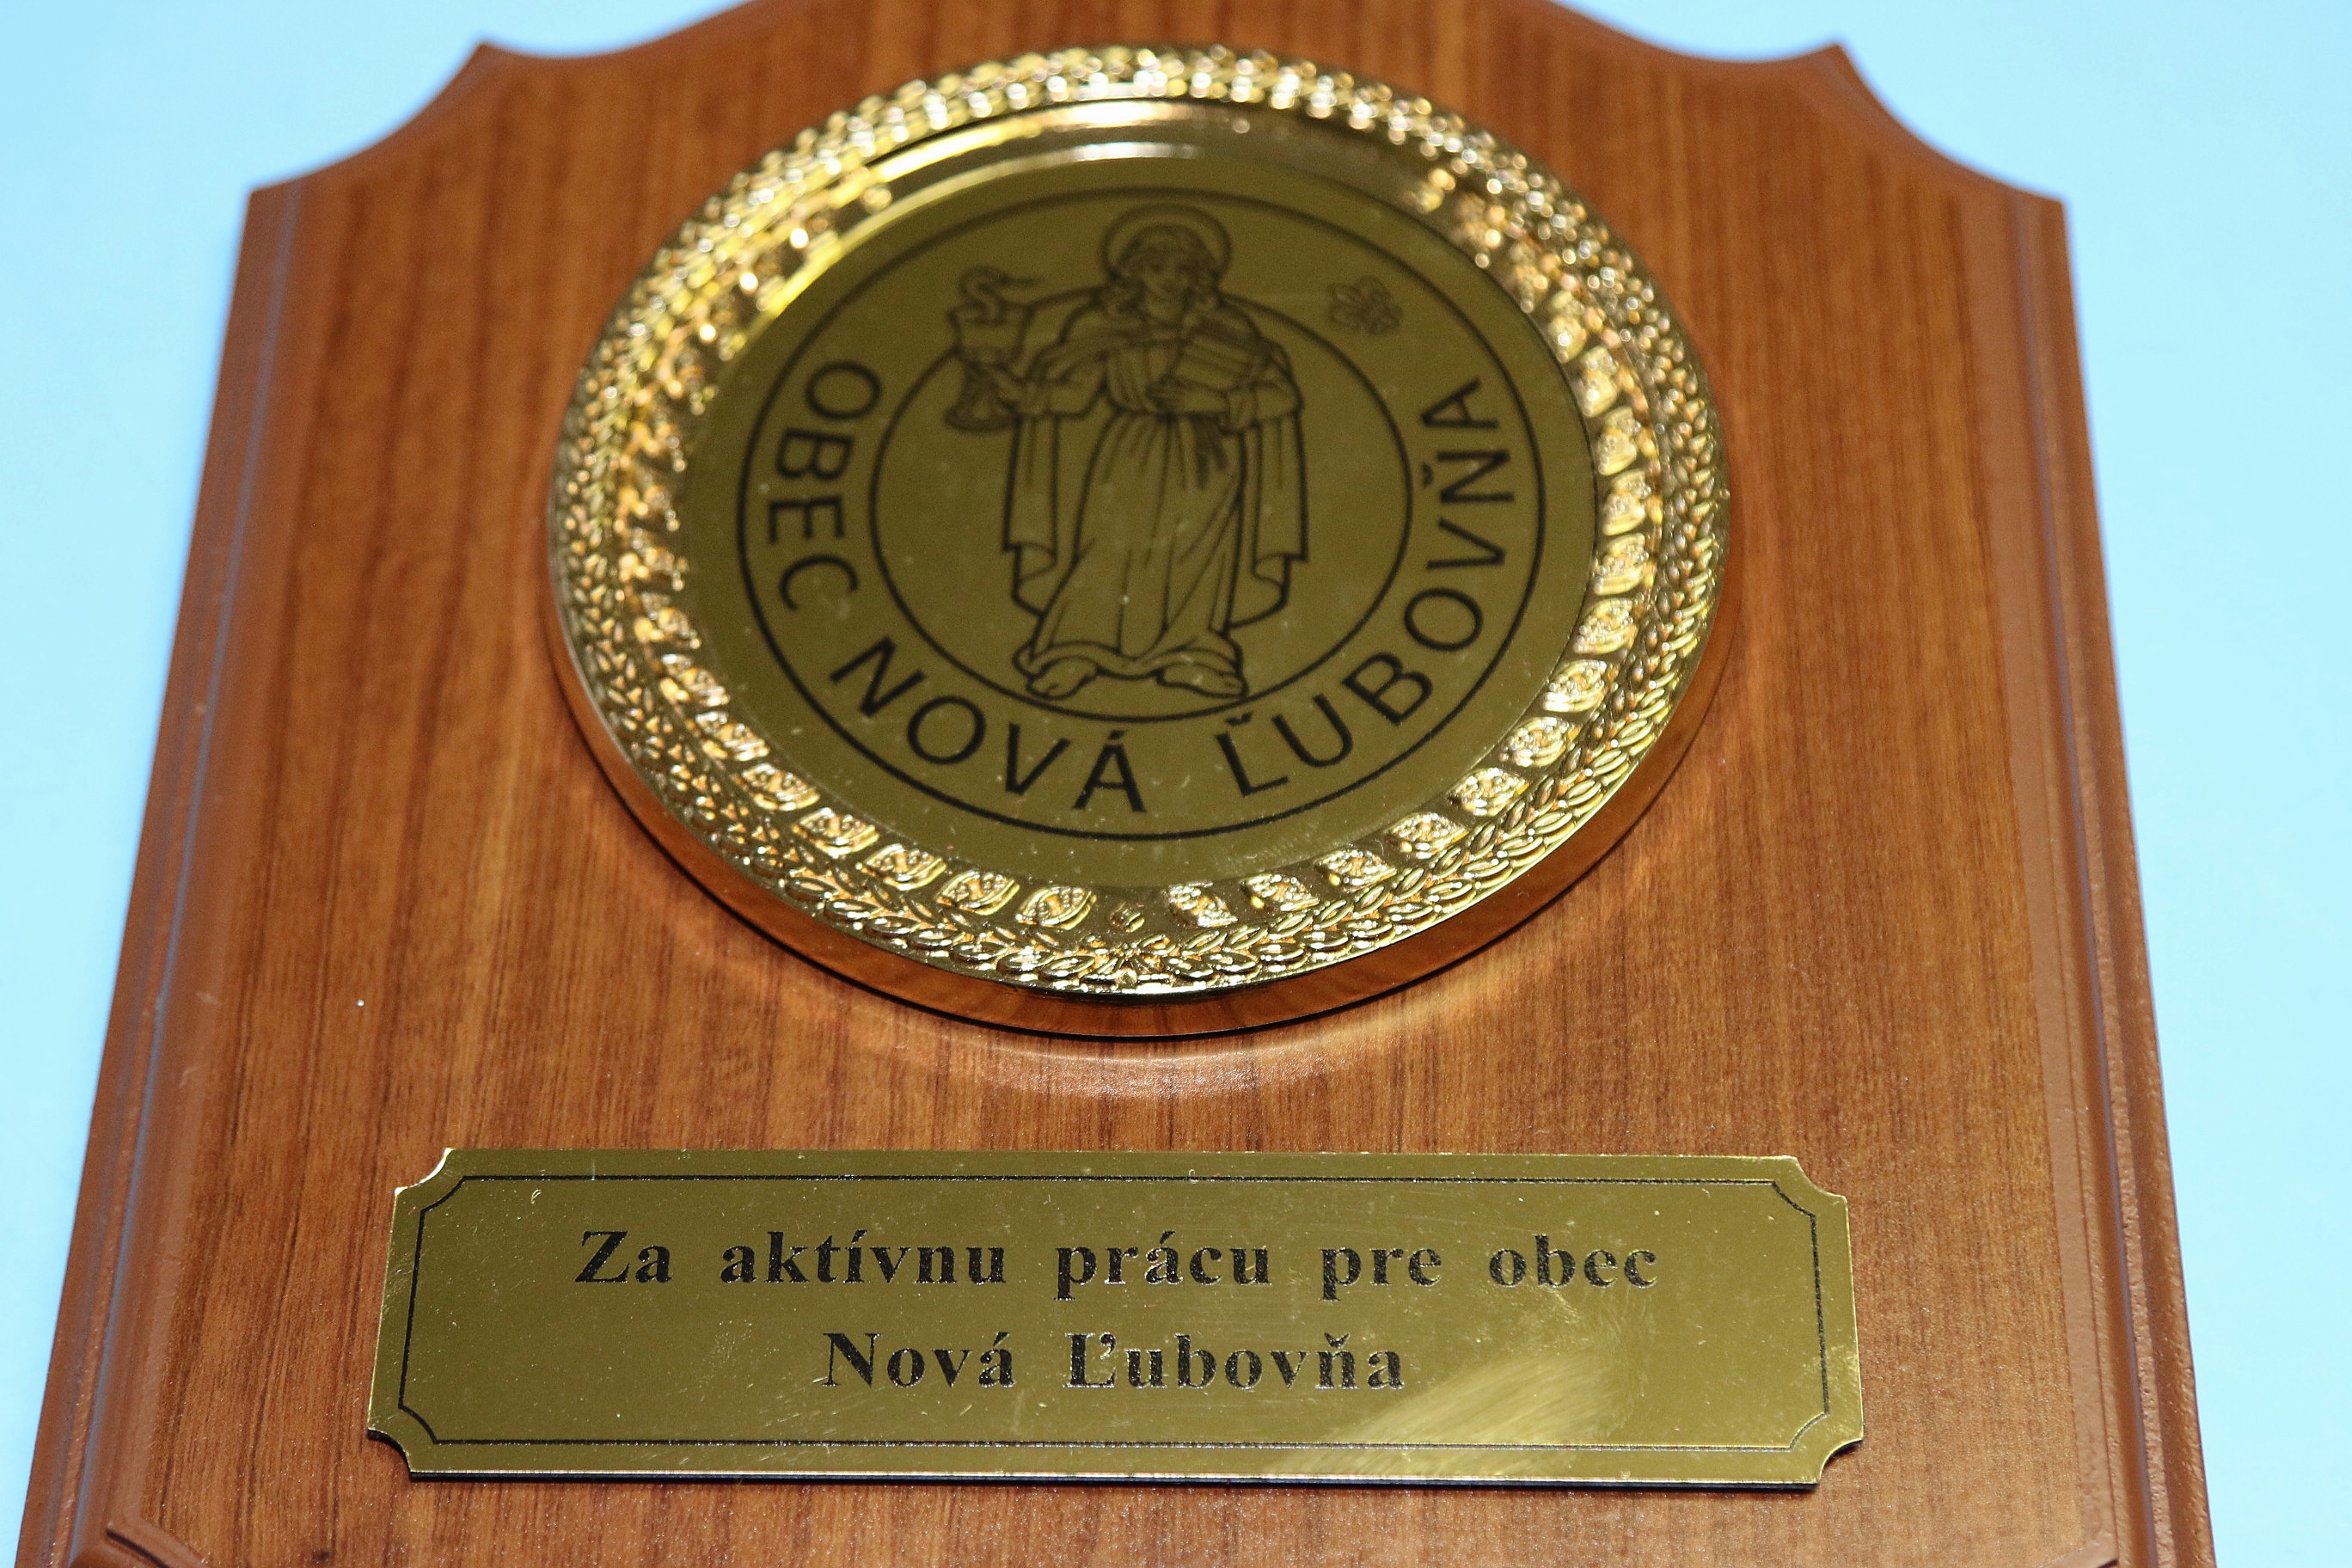 OBEC NOVÁ ĽUBOVŇA
Za aktívnu prácu pre obec
Nová Ľubovňa